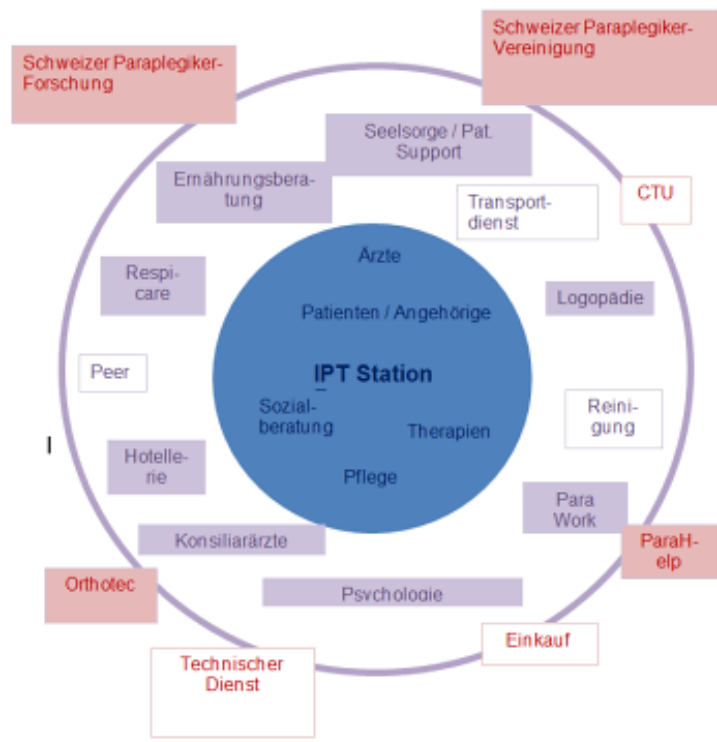 Schweizer Paraplegiker-
Vereinigung
Schweizer Paraplegiker-
Forschung
Seelsorge / Pat.
Support
Ernährungsbera-
tung
Transport-
dienst
CTU
Ärzte
Respi-
care
Logopädie
Patienten / Angehörige
Peer
IPT Station
Sozial-
beratung
Therapien
Reini-
gung
Hotelle-
rie
Pflege
Para
Work
Konsiliarärzte
ParaH-
elp
Orthotec
Psychologie
Einkauf
Technischer
Dienst